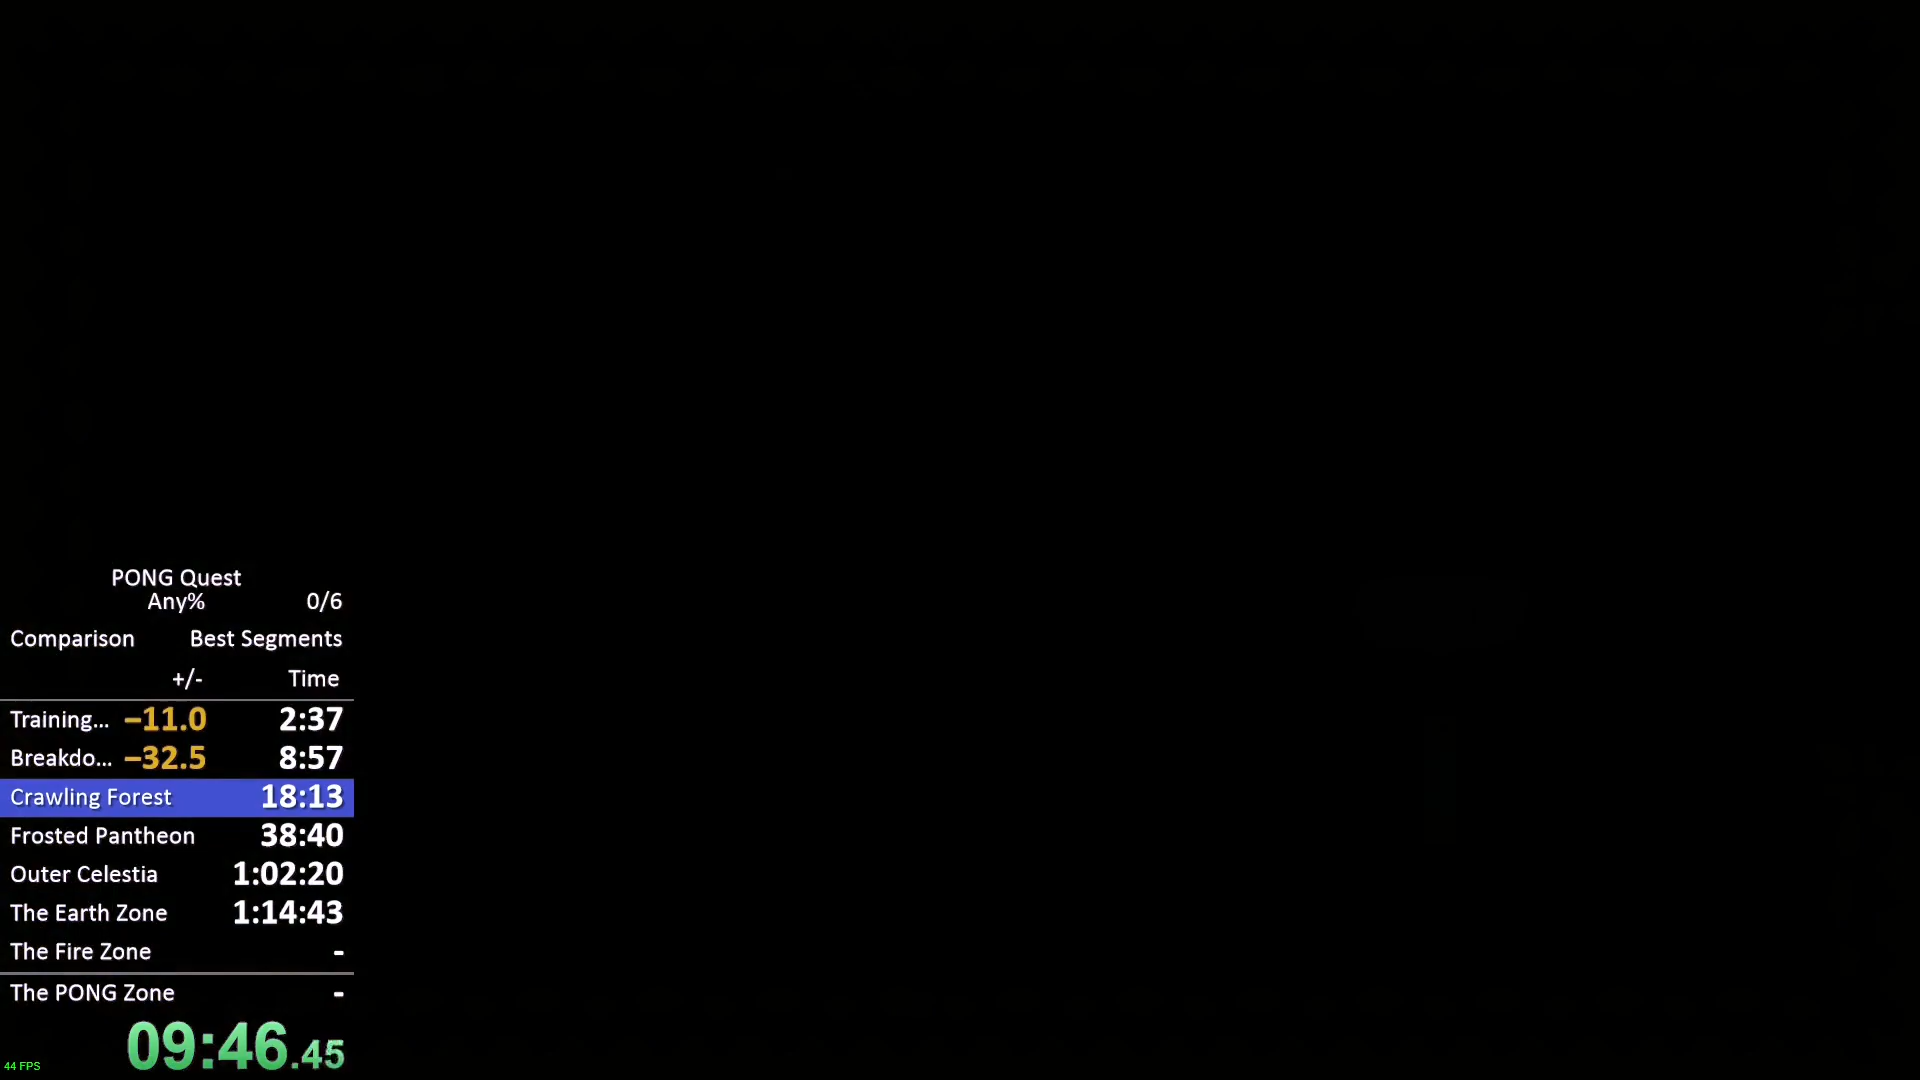 PONG Quest
Any% 0/6
Comparison Best Segments
+/- Time
Training... −11.0 2:37
Breakdo... −32.5 8:57
Crawling Forest 18:13
Frosted Pantheon 38:40
Outer Celestia 1:02:20
The Earth Zone 1:14:43
The Fire Zone -
The PONG Zone -
09:46.45
44 FPS